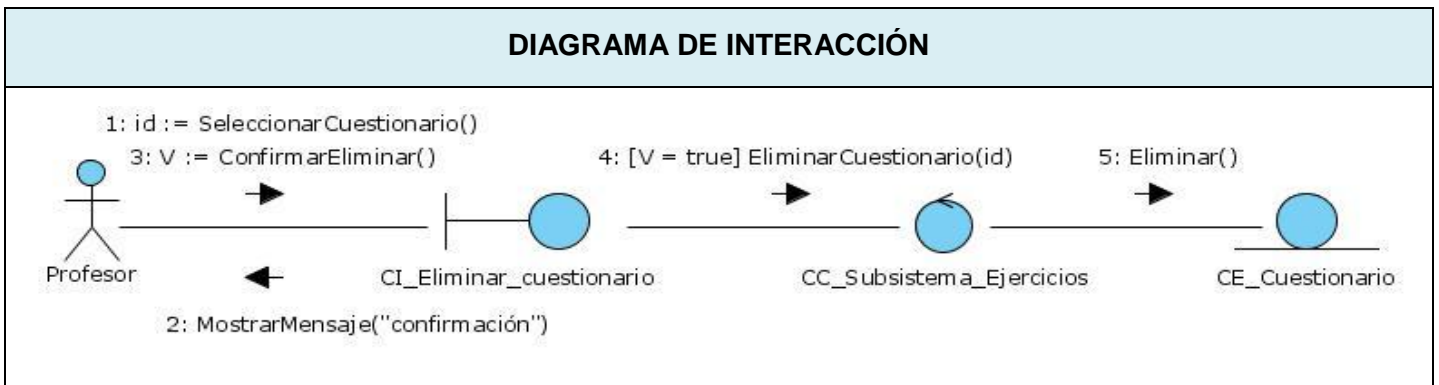 DIAGRAMA DE INTERACCIÓN
1: id := SeleccionarCuestionario()
3: V := ConfirmarEliminar()
4: [V = true] EliminarCuestionario(id)
5: Eliminar()
Profesor
CI_Eliminar_cuestionario
CC_Subsistema_Ejercicios
CE_Cuestionario
2: MostrarMensaje("confirmación")